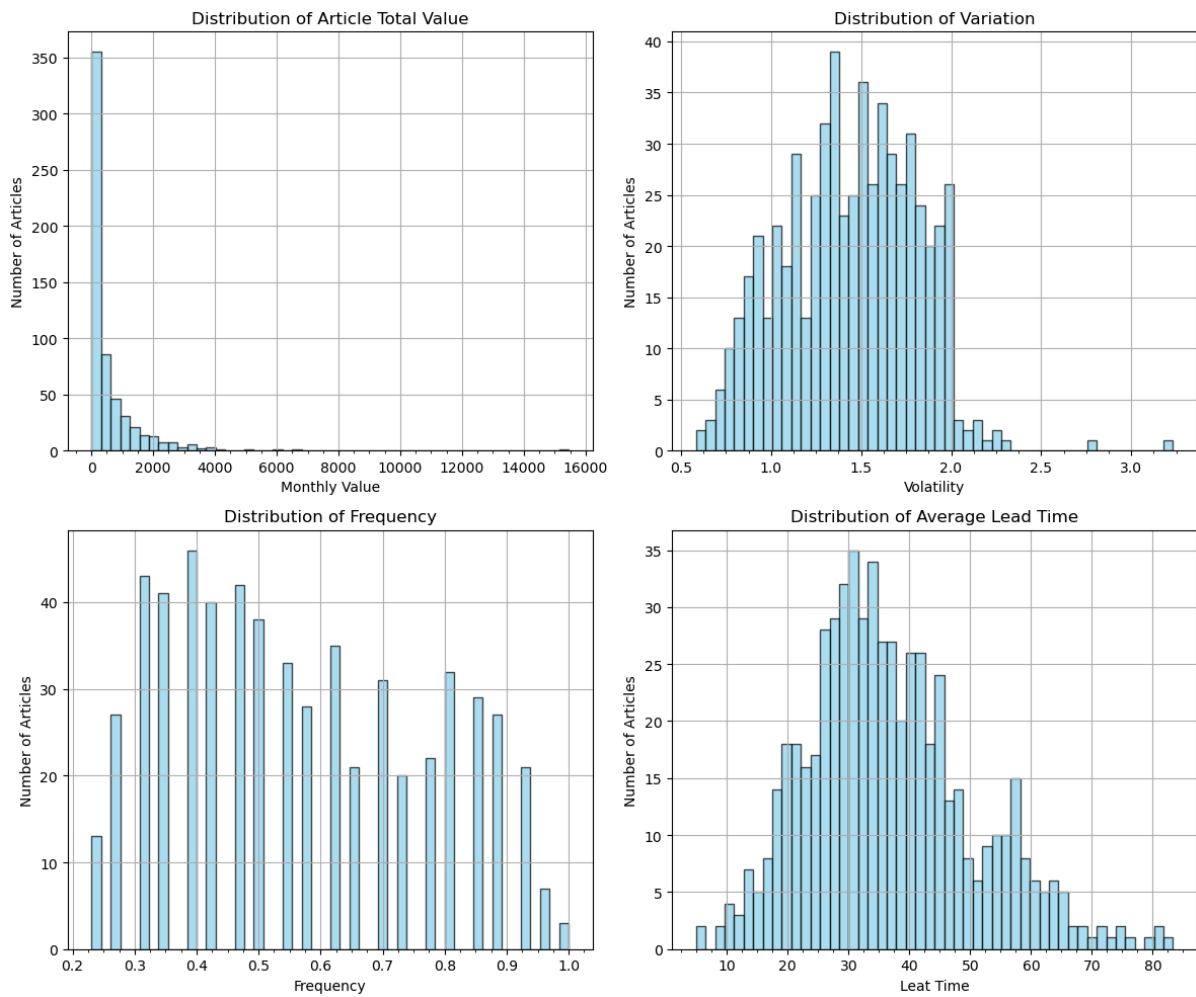 Distribution of Article Total Value
Number of Articles
350
300
250
200
150
100
50
0
0 2000 4000 6000 8000 10000 12000 14000 16000
Monthly Value
Distribution of Variation
Number of Articles
40
35
30
25
20
15
10
5
0
0.5 1.0 1.5 2.0 2.5 3.0
Volatility
Distribution of Frequency
Number of Articles
40
30
20
10
0
0.2 0.3 0.4 0.5 0.6 0.7 0.8 0.9 1.0
Frequency
Distribution of Average Lead Time
Number of Articles
35
30
25
20
15
10
5
0
10 20 30 40 50 60 70 80
Leat Time